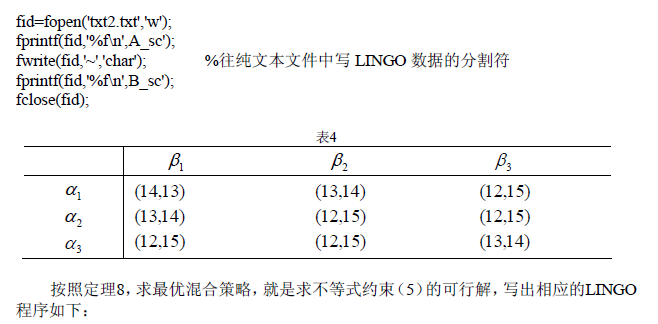 fid=fopen('txt2.txt','w');
fprintf(fid,'%f\n',A_sc');
fwrite(fid,'~','char');          %往纯文本文件中写 LINGO 数据的分割符
fprintf(fid,'%f\n',B_sc');
fclose(fid);
表4
β₁ β₂ β₃
α₁ (14,13) (13,14) (12,15)
α₂ (13,14) (12,15) (12,15)
α₃ (12,15) (12,15) (13,14)
按照定理8，求最优混合策略，就是求不等式约束（5）的可行解，写出相应的LINGO
程序如下：